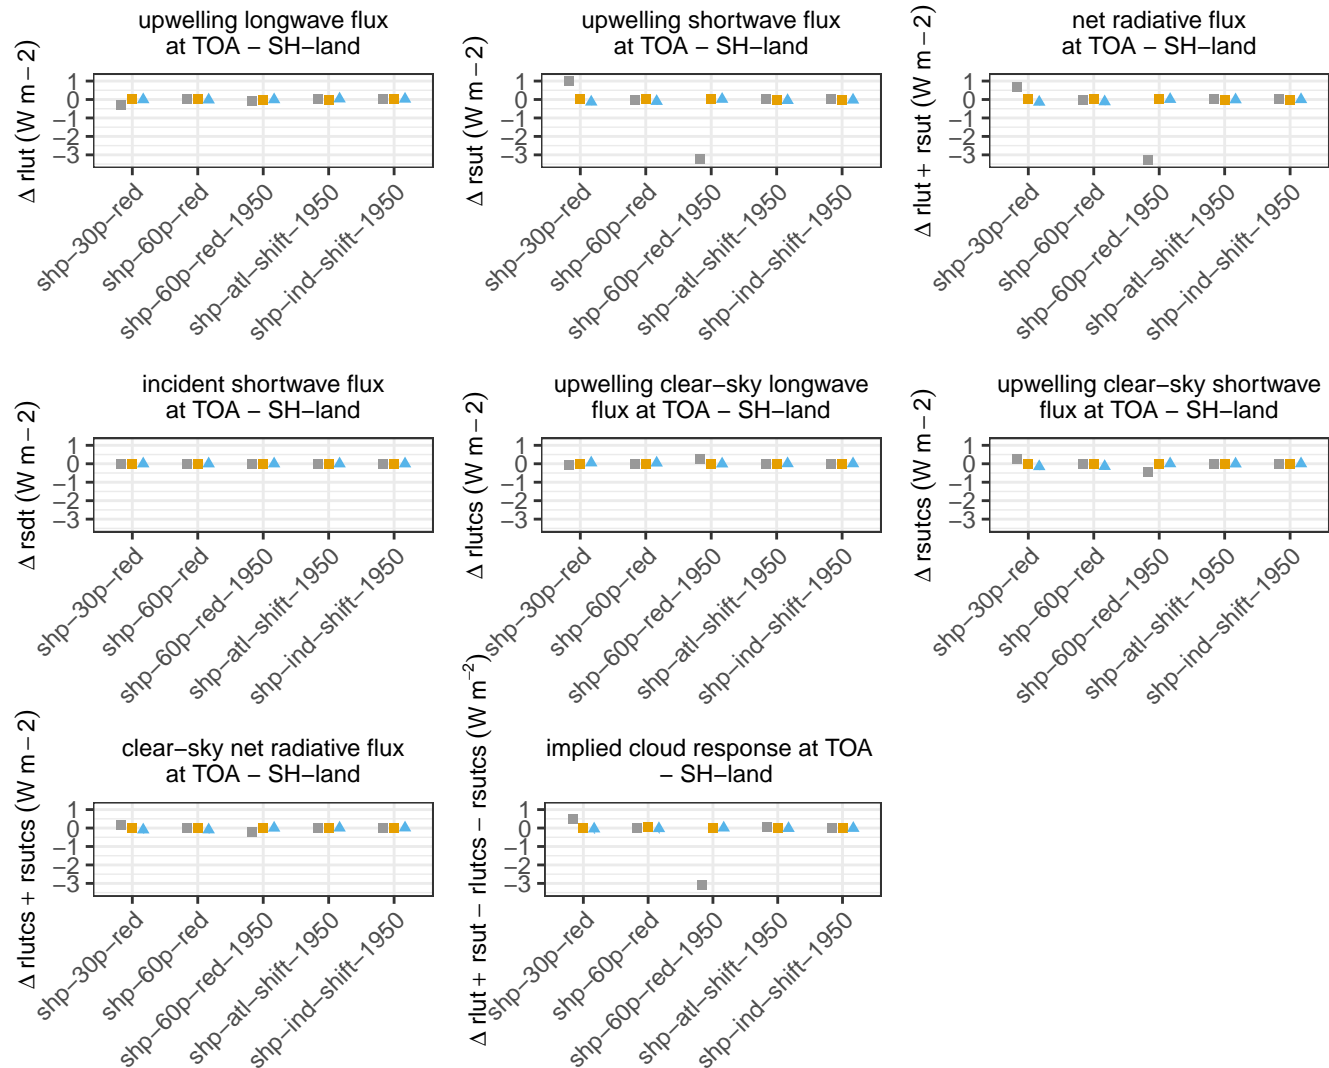 upwelling longwave flux
at TOA − SH−land
Δ rlut (W m−2)
1
0
−1
−2
−3
shp−30p−red
shp−60p−red
shp−60p−red−1950
shp−atl−shift−1950
shp−ind−shift−1950
upwelling shortwave flux
at TOA − SH−land
Δ rsut (W m−2)
1
0
−1
−2
−3
shp−30p−red
shp−60p−red
shp−60p−red−1950
shp−atl−shift−1950
shp−ind−shift−1950
net radiative flux
at TOA − SH−land
Δ rlut + rsut (W m−2)
1
0
−1
−2
−3
shp−30p−red
shp−60p−red
shp−60p−red−1950
shp−atl−shift−1950
shp−ind−shift−1950
incident shortwave flux
at TOA − SH−land
Δ rsdt (W m−2)
1
0
−1
−2
−3
shp−30p−red
shp−60p−red
shp−60p−red−1950
shp−atl−shift−1950
shp−ind−shift−1950
upwelling clear−sky longwave
flux at TOA − SH−land
Δ rlutcs (W m−2)
1
0
−1
−2
−3
shp−30p−red
shp−60p−red
shp−60p−red−1950
shp−atl−shift−1950
shp−ind−shift−1950
upwelling clear−sky shortwave
flux at TOA − SH−land
Δ rsutcs (W m−2)
1
0
−1
−2
−3
shp−30p−red
shp−60p−red
shp−60p−red−1950
shp−atl−shift−1950
shp−ind−shift−1950
clear−sky net radiative flux
at TOA − SH−land
Δ rlutcs + rsutcs (W m−2)
1
0
−1
−2
−3
shp−30p−red
shp−60p−red
shp−60p−red−1950
shp−atl−shift−1950
shp−ind−shift−1950
implied cloud response at TOA
− SH−land
Δ rlut + rsut − rlutcs − rsutcs (W m⁻²)
1
0
−1
−2
−3
shp−30p−red
shp−60p−red
shp−60p−red−1950
shp−atl−shift−1950
shp−ind−shift−1950